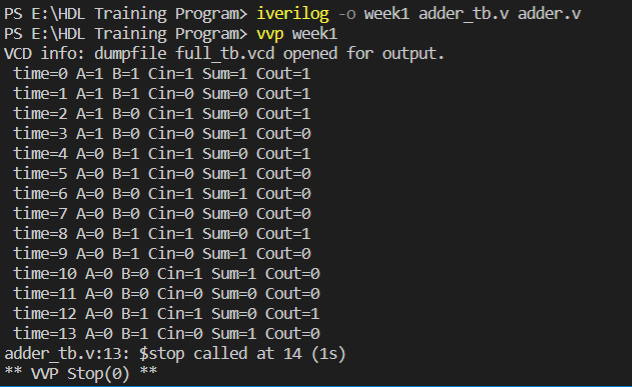 PS E:\HDL Training Program> iverilog -o week1 adder_tb.v adder.v
PS E:\HDL Training Program> vvp week1
VCD info: dumpfile full_tb.vcd opened for output.
time=0 A=1 B=1 Cin=1 Sum=1 Cout=1
time=1 A=1 B=1 Cin=0 Sum=0 Cout=1
time=2 A=1 B=0 Cin=1 Sum=0 Cout=1
time=3 A=1 B=0 Cin=0 Sum=1 Cout=0
time=4 A=0 B=1 Cin=1 Sum=0 Cout=1
time=5 A=0 B=1 Cin=0 Sum=1 Cout=0
time=6 A=0 B=0 Cin=1 Sum=1 Cout=0
time=7 A=0 B=0 Cin=0 Sum=0 Cout=0
time=8 A=0 B=1 Cin=1 Sum=0 Cout=1
time=9 A=0 B=1 Cin=0 Sum=1 Cout=0
time=10 A=0 B=0 Cin=1 Sum=1 Cout=0
time=11 A=0 B=0 Cin=0 Sum=0 Cout=0
time=12 A=0 B=1 Cin=1 Sum=0 Cout=1
time=13 A=0 B=1 Cin=0 Sum=1 Cout=0
adder_tb.v:13: $stop called at 14 (1s)
** VVP Stop(0) **